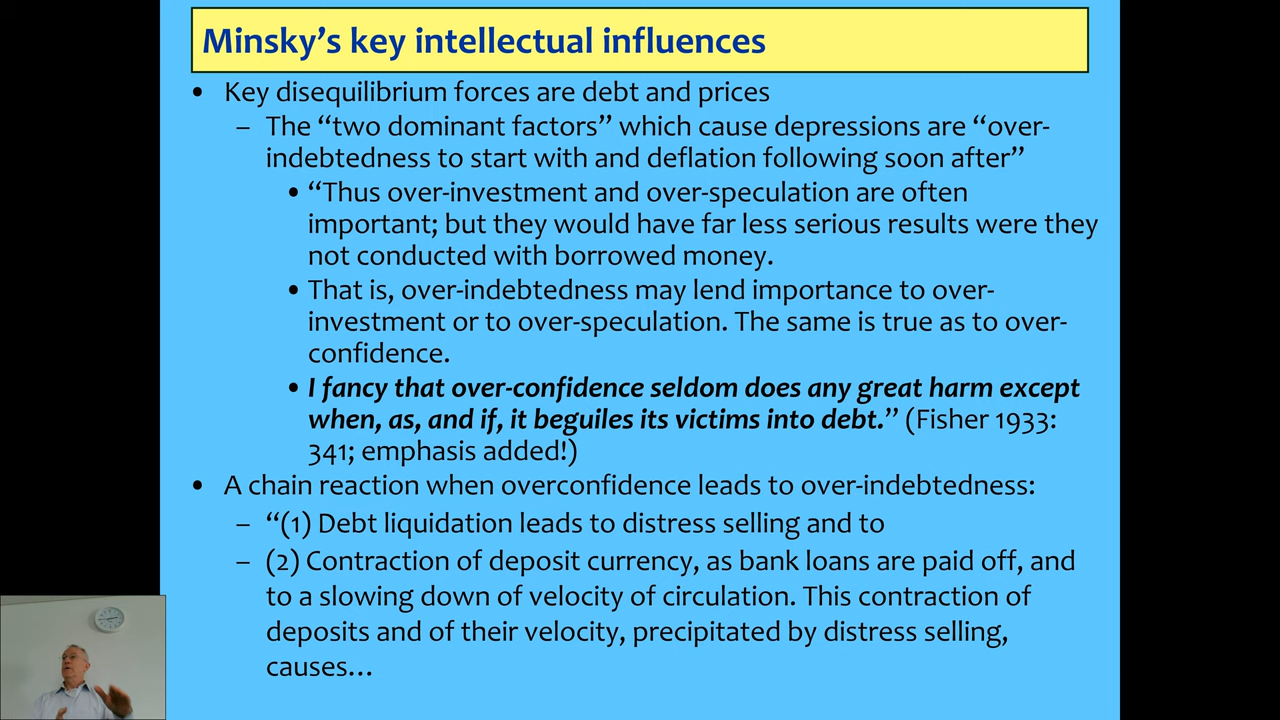 Minsky’s key intellectual influences
• Key disequilibrium forces are debt and prices
– The “two dominant factors” which cause depressions are “over-
indebtedness to start with and deflation following soon after”
• “Thus over-investment and over-speculation are often
important; but they would have far less serious results were they
not conducted with borrowed money.
• That is, over-indebtedness may lend importance to over-
investment or to over-speculation. The same is true as to over-
confidence.
• I fancy that over-confidence seldom does any great harm except
when, as, and if, it beguiles its victims into debt.” (Fisher 1933:
341; emphasis added!)
• A chain reaction when overconfidence leads to over-indebtedness:
– “(1) Debt liquidation leads to distress selling and to
– (2) Contraction of deposit currency, as bank loans are paid off, and
to a slowing down of velocity of circulation. This contraction of
deposits and of their velocity, precipitated by distress selling,
causes…